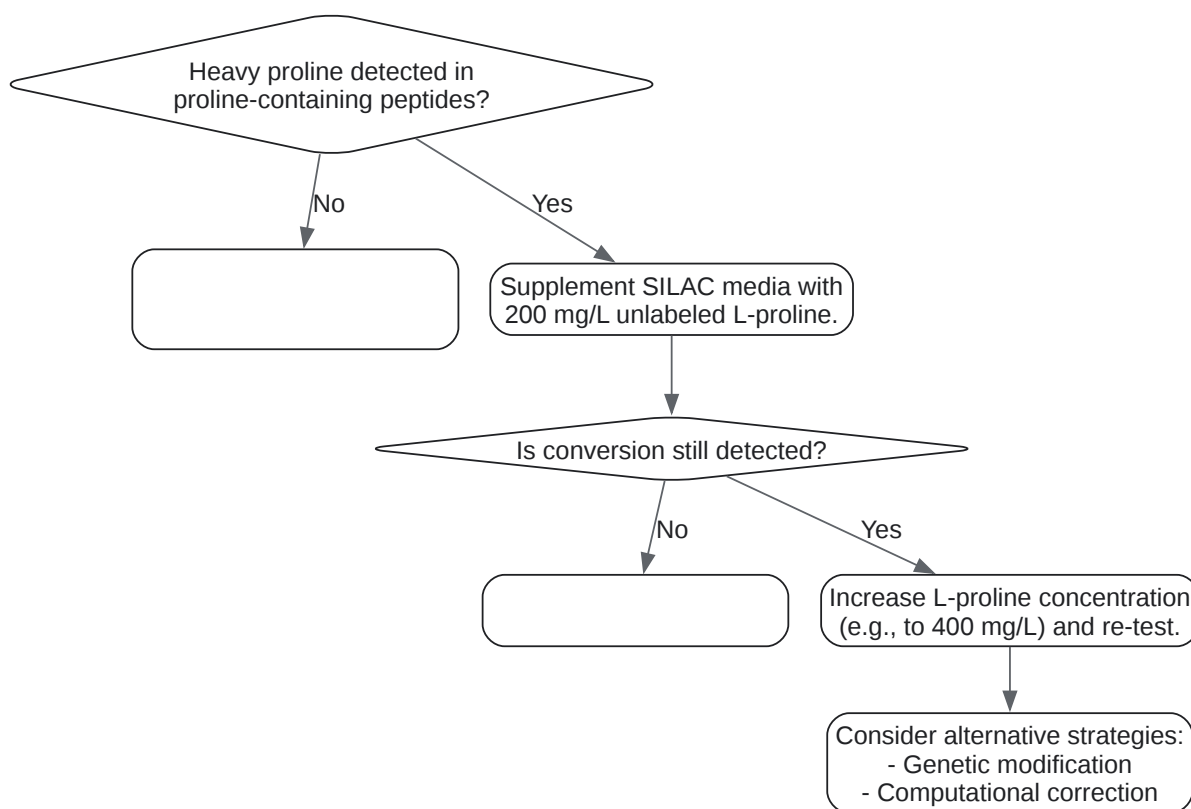 Heavy proline detected in
proline-containing peptides?
No
Yes
Supplement SILAC media with
200 mg/L unlabeled L-proline.
Is conversion still detected?
No
Yes
Increase L-proline concentration
(e.g., to 400 mg/L) and re-test.
Consider alternative strategies:
- Genetic modification
- Computational correction